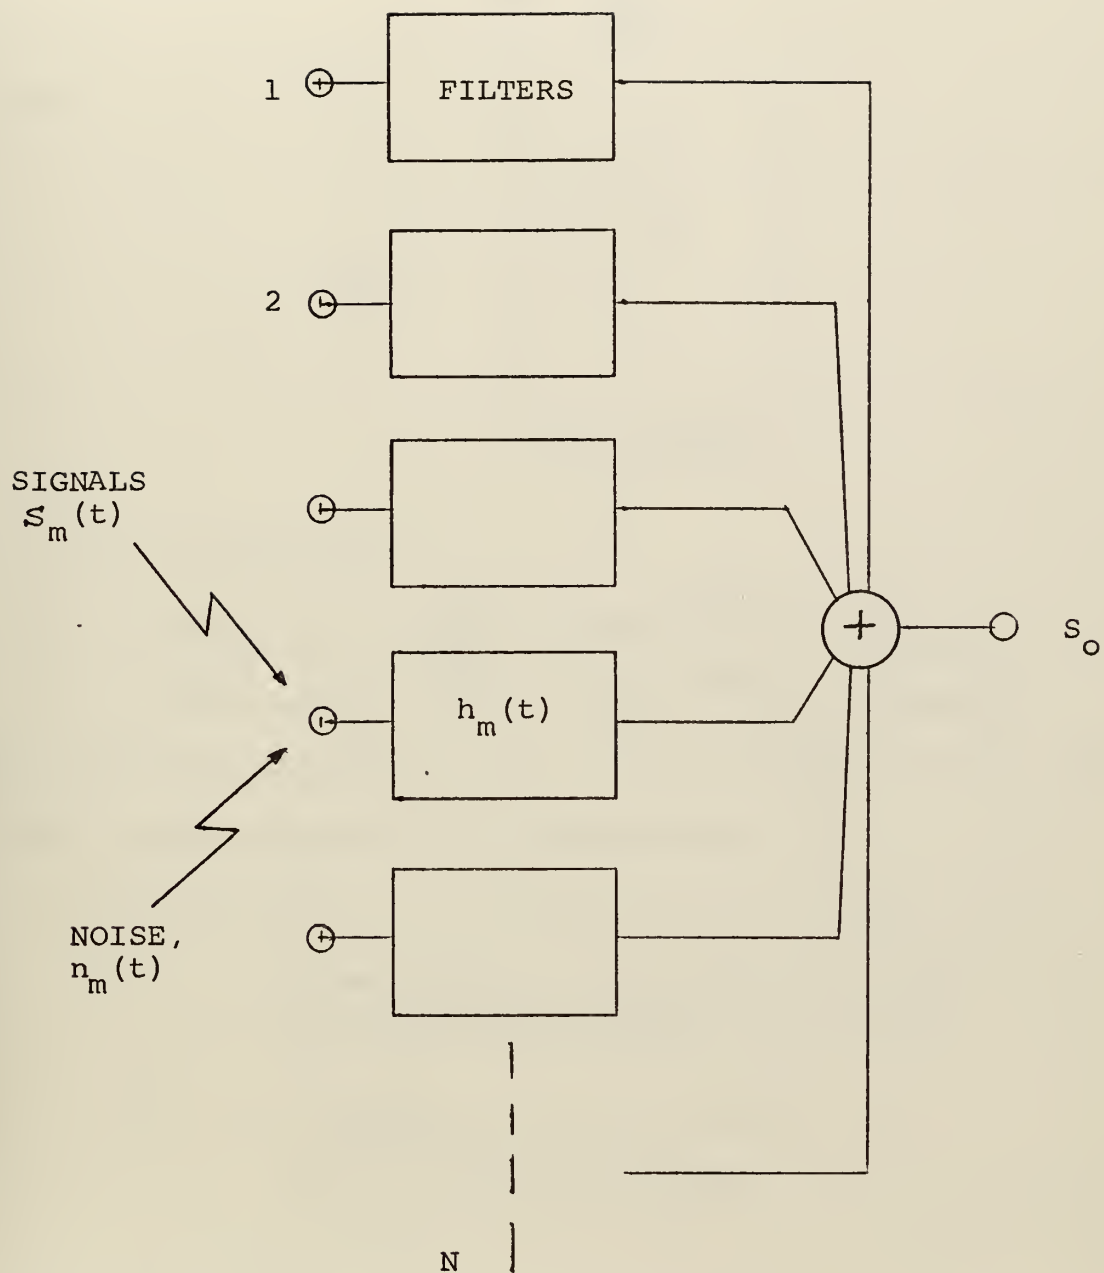 1
FILTERS
2
SIGNALS
S_m(t)
h_m(t)
+
S_o
NOISE,
n_m(t)
N